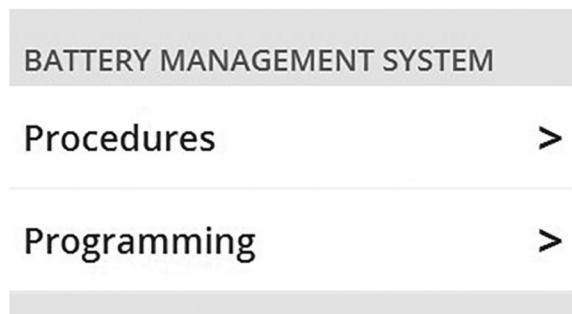 BATTERY MANAGEMENT SYSTEM
Procedures >
Programming >